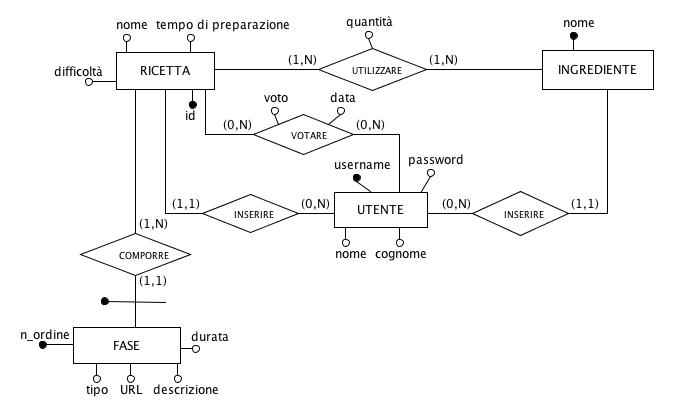 nome tempo di preparazione quantità nome
difficoltà RICETTA (1,N) UTILIZZARE (1,N) INGREDIENTE
id voto data
(0,N) VOTARE (0,N)
username password
(1,1) INSERIRE (0,N) UTENTE (0,N) INSERIRE (1,1)
(1,N) nome cognome
COMPORRE
(1,1)
n_ordine FASE durata
tipo URL descrizione